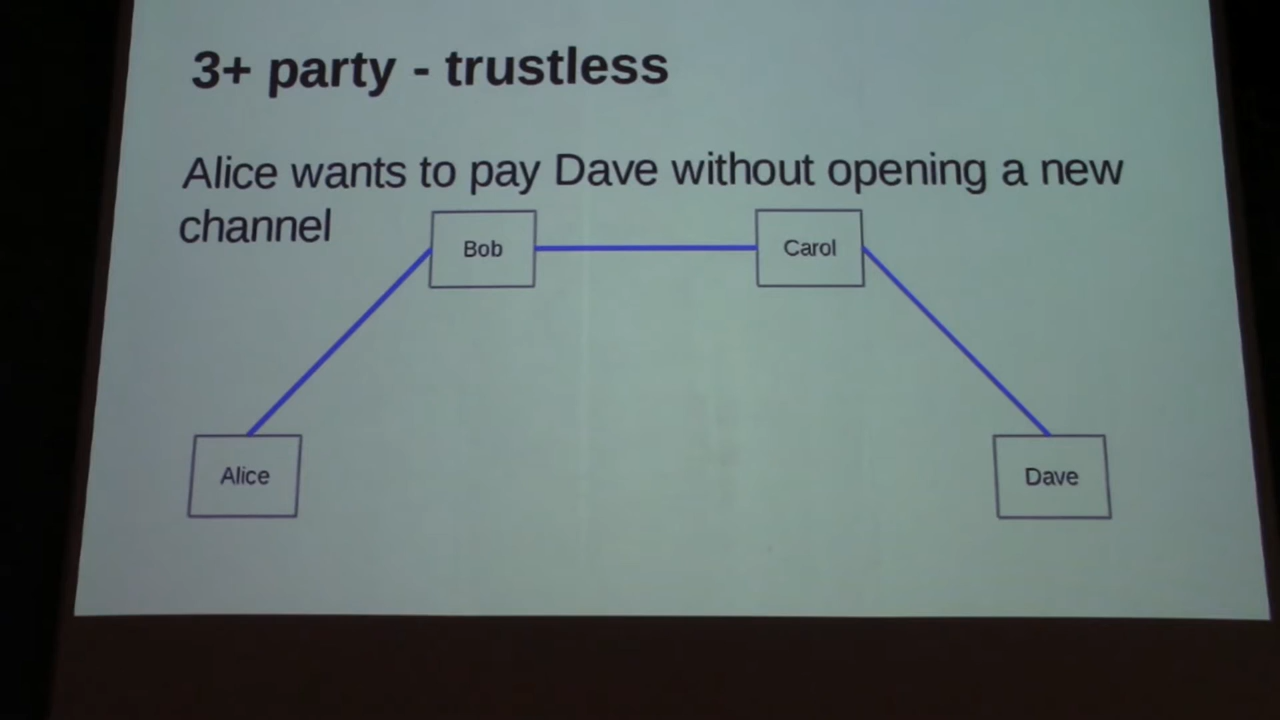 3+ party - trustless
Alice wants to pay Dave without opening a new
channel
Bob
Carol
Alice
Dave